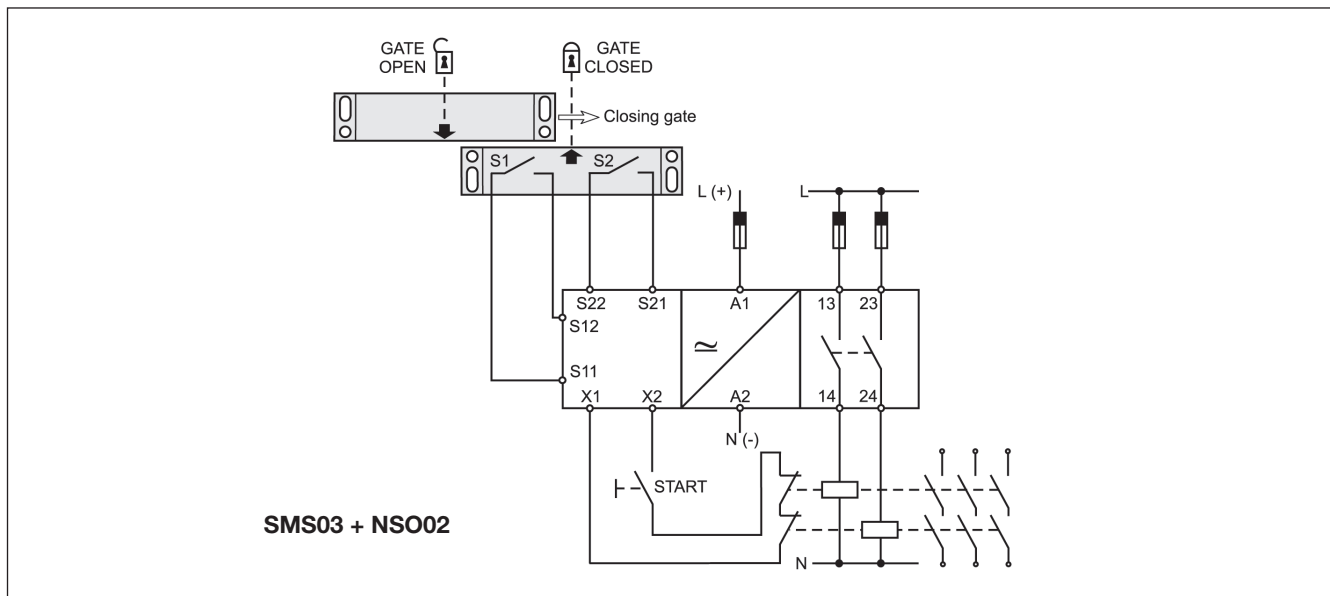 GATE
OPEN
GATE
CLOSED
Closing gate
S1
S2
L (+)
L
S22
S21
A1
13
23
S12
S11
X1
X2
A2
14
24
N (-)
START
SMS03 + NSO02
N